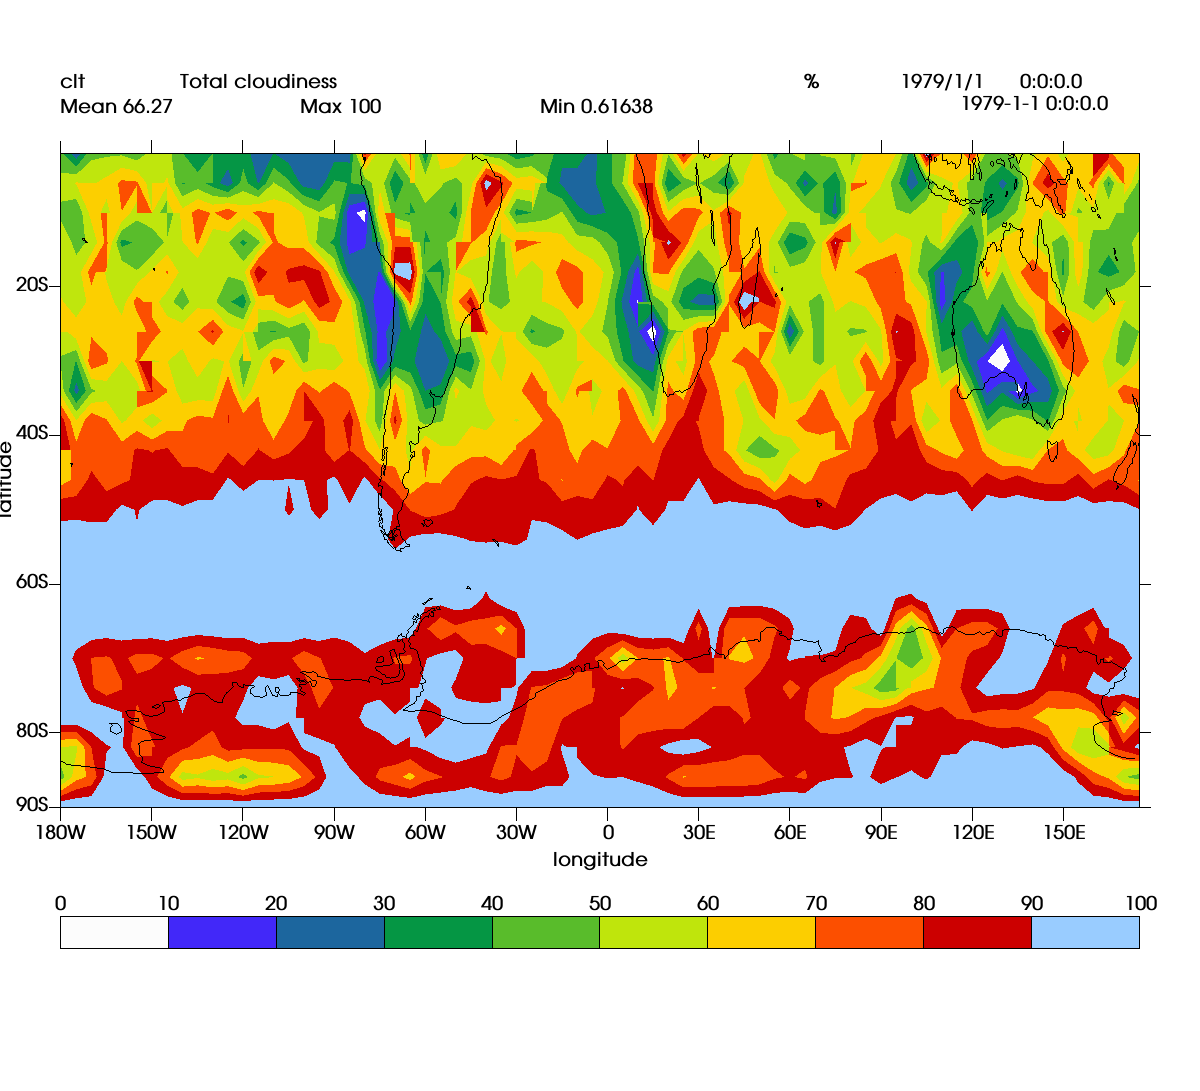 clt Total cloudiness % 1979/1/1 0:0:0.0
Mean 66.27 Max 100 Min 0.61638 1979-1-1 0:0:0.0
latitude
20S
40S
60S
80S
90S
180W 150W 120W 90W 60W 30W 0 30E 60E 90E 120E 150E
longitude
0 10 20 30 40 50 60 70 80 90 100